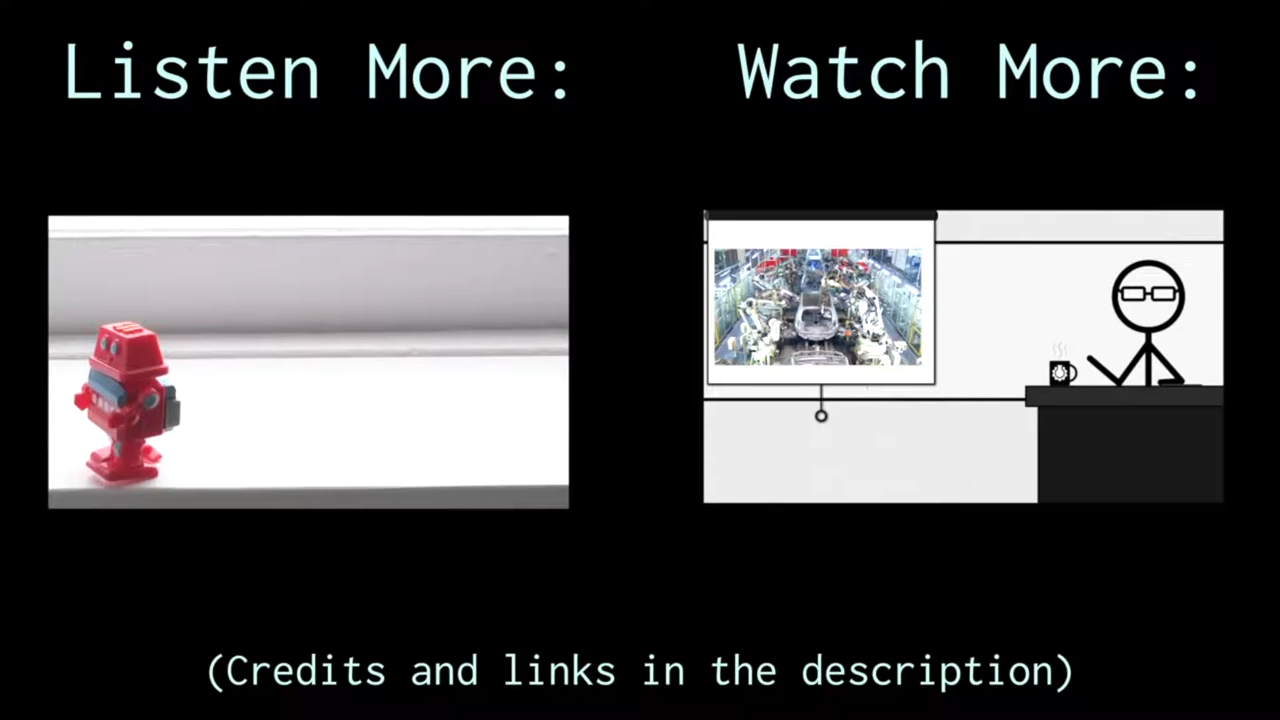 Listen More:
Watch More:
(Credits and links in the description)